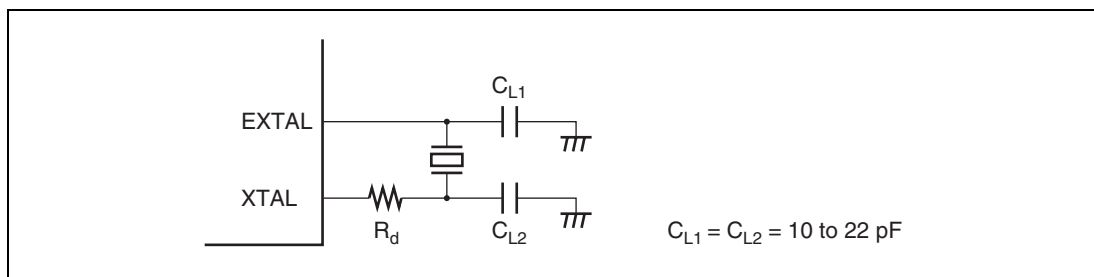 C_L1
EXTAL
XTAL
R_d
C_L2
C_L1 = C_L2 = 10 to 22 pF